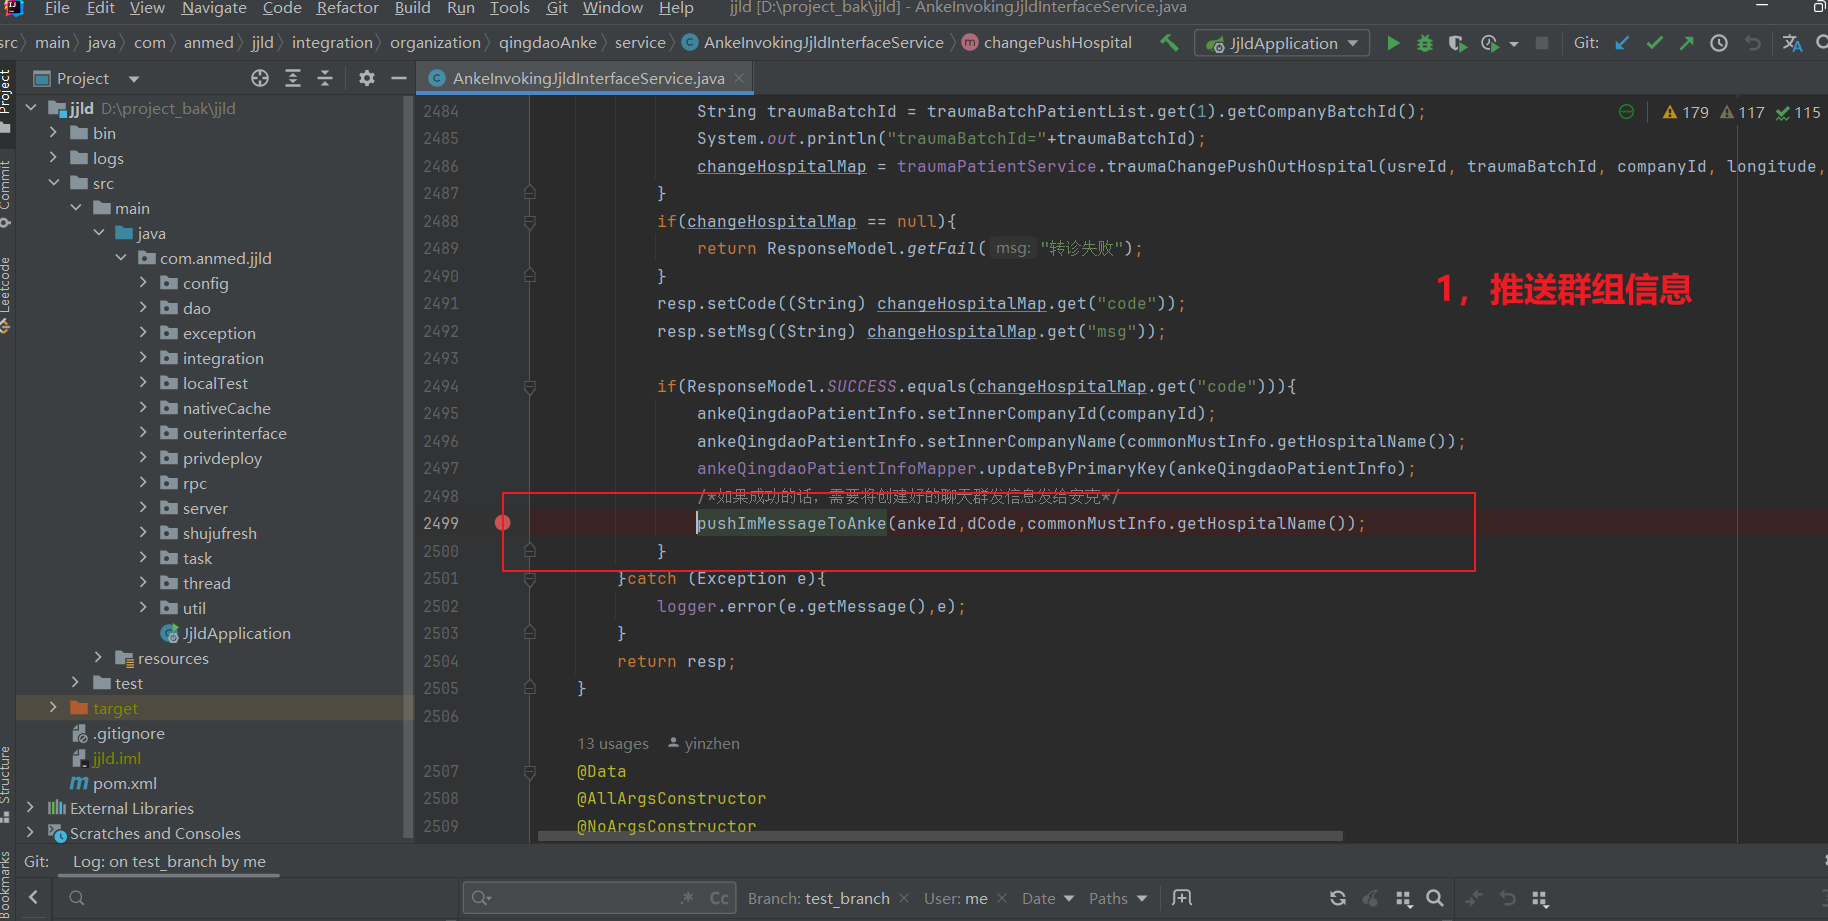 File Edit View Navigate Code Refactor Build Run Tools Git Window Help jjld [D:\project_bak\jjld] - AnkeInvokingJjldInterfaceService.java
src main java com anmed jjld integration organization qingdaoAnke service AnkeInvokingJjldInterfaceService changePushHospital JjldApplication Git:
Project AnkeInvokingJjldInterfaceService.java
Project
Commit
Leetcode
Structure
Bookmarks
jjld D:\project_bak\jjld
bin
logs
src
main
java
com.anmed.jjld
config
dao
exception
integration
localTest
nativeCache
outerinterface
privdeploy
rpc
server
shujufresh
task
thread
util
JjldApplication
resources
test
target
.gitignore
jjld.iml
pom.xml
External Libraries
Scratches and Consoles
179 117 115
2484 String traumaBatchId = traumaBatchPatientList.get(1).getCompanyBatchId();
2485 System.out.println("traumaBatchId="+traumaBatchId);
2486 changeHospitalMap = traumaPatientService.traumaChangePushOutHospital(usreId, traumaBatchId, companyId, longitude,
2487 }
2488 if(changeHospitalMap == null){
2489 return ResponseModel.getFail( msg: "转诊失败");
2490 }
1，推送群组信息
2491 resp.setCode((String) changeHospitalMap.get("code"));
2492 resp.setMsg((String) changeHospitalMap.get("msg"));
2493
2494 if(ResponseModel.SUCCESS.equals(changeHospitalMap.get("code"))){
2495 ankeQingdaoPatientInfo.setInnerCompanyId(companyId);
2496 ankeQingdaoPatientInfo.setInnerCompanyName(commonMustInfo.getHospitalName());
2497 ankeQingdaoPatientInfoMapper.updateByPrimaryKey(ankeQingdaoPatientInfo);
2498 /*如果成功的话，需要将创建好的聊天群发信息发给安克*/
2499 pushImMessageToAnke(ankeId,dCode,commonMustInfo.getHospitalName());
2500 }
2501 }catch (Exception e){
2502 logger.error(e.getMessage(),e);
2503 }
2504 return resp;
2505 }
2506
13 usages yinzhen
2507 @Data
2508 @AllArgsConstructor
2509 @NoArgsConstructor
Git: Log: on test_branch by me
.* Cc Branch: test_branch User: me Date Paths